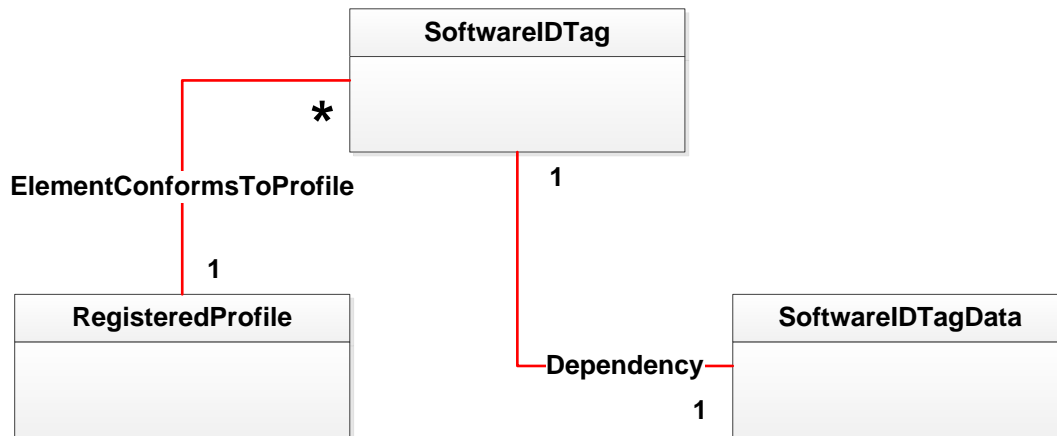 SoftwareIDTag
*
1
ElementConformsToProfile
1
RegisteredProfile
SoftwareIDTagData
Dependency
1